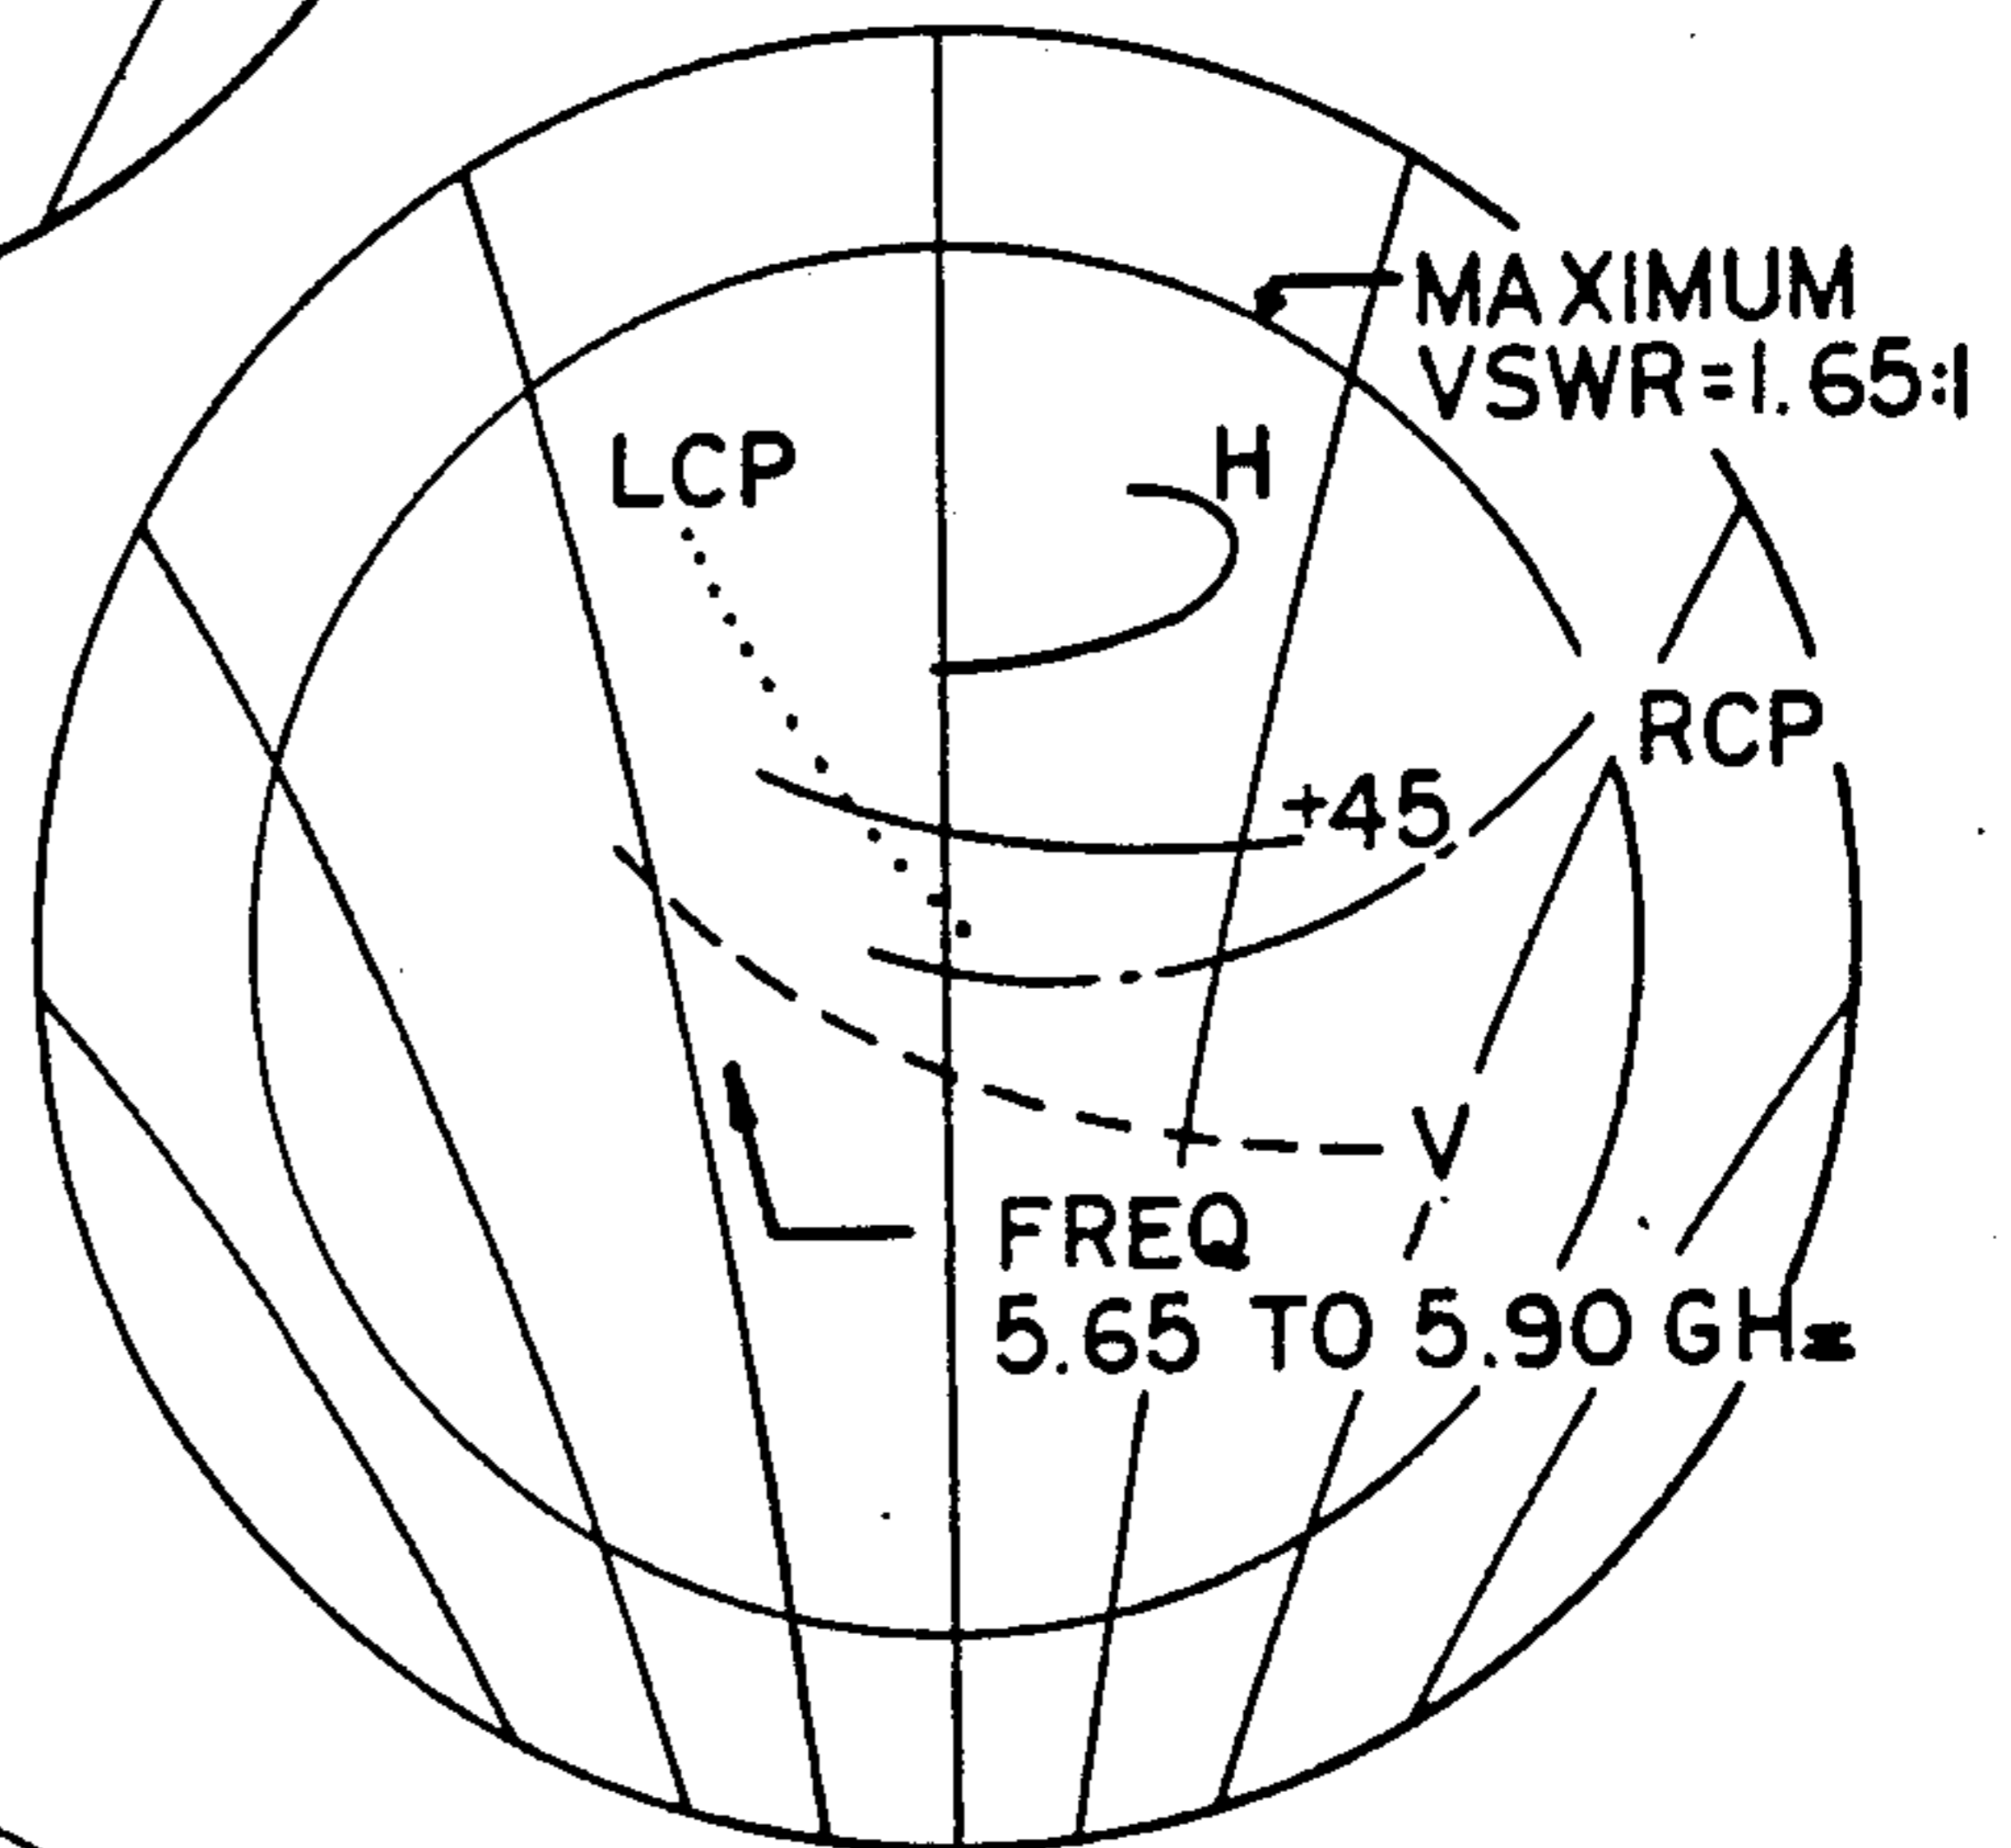 MAXIMUM
VSWR=1.65:1
LCP
H
RCP
+45
V
FREQ
5.65 TO 5.90 GHz